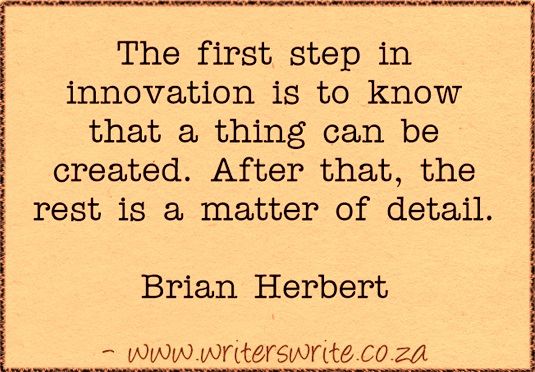 The first step in
innovation is to know
that a thing can be
created. After that, the
rest is a matter of detail.
Brian Herbert
- www.writerswrite.co.za